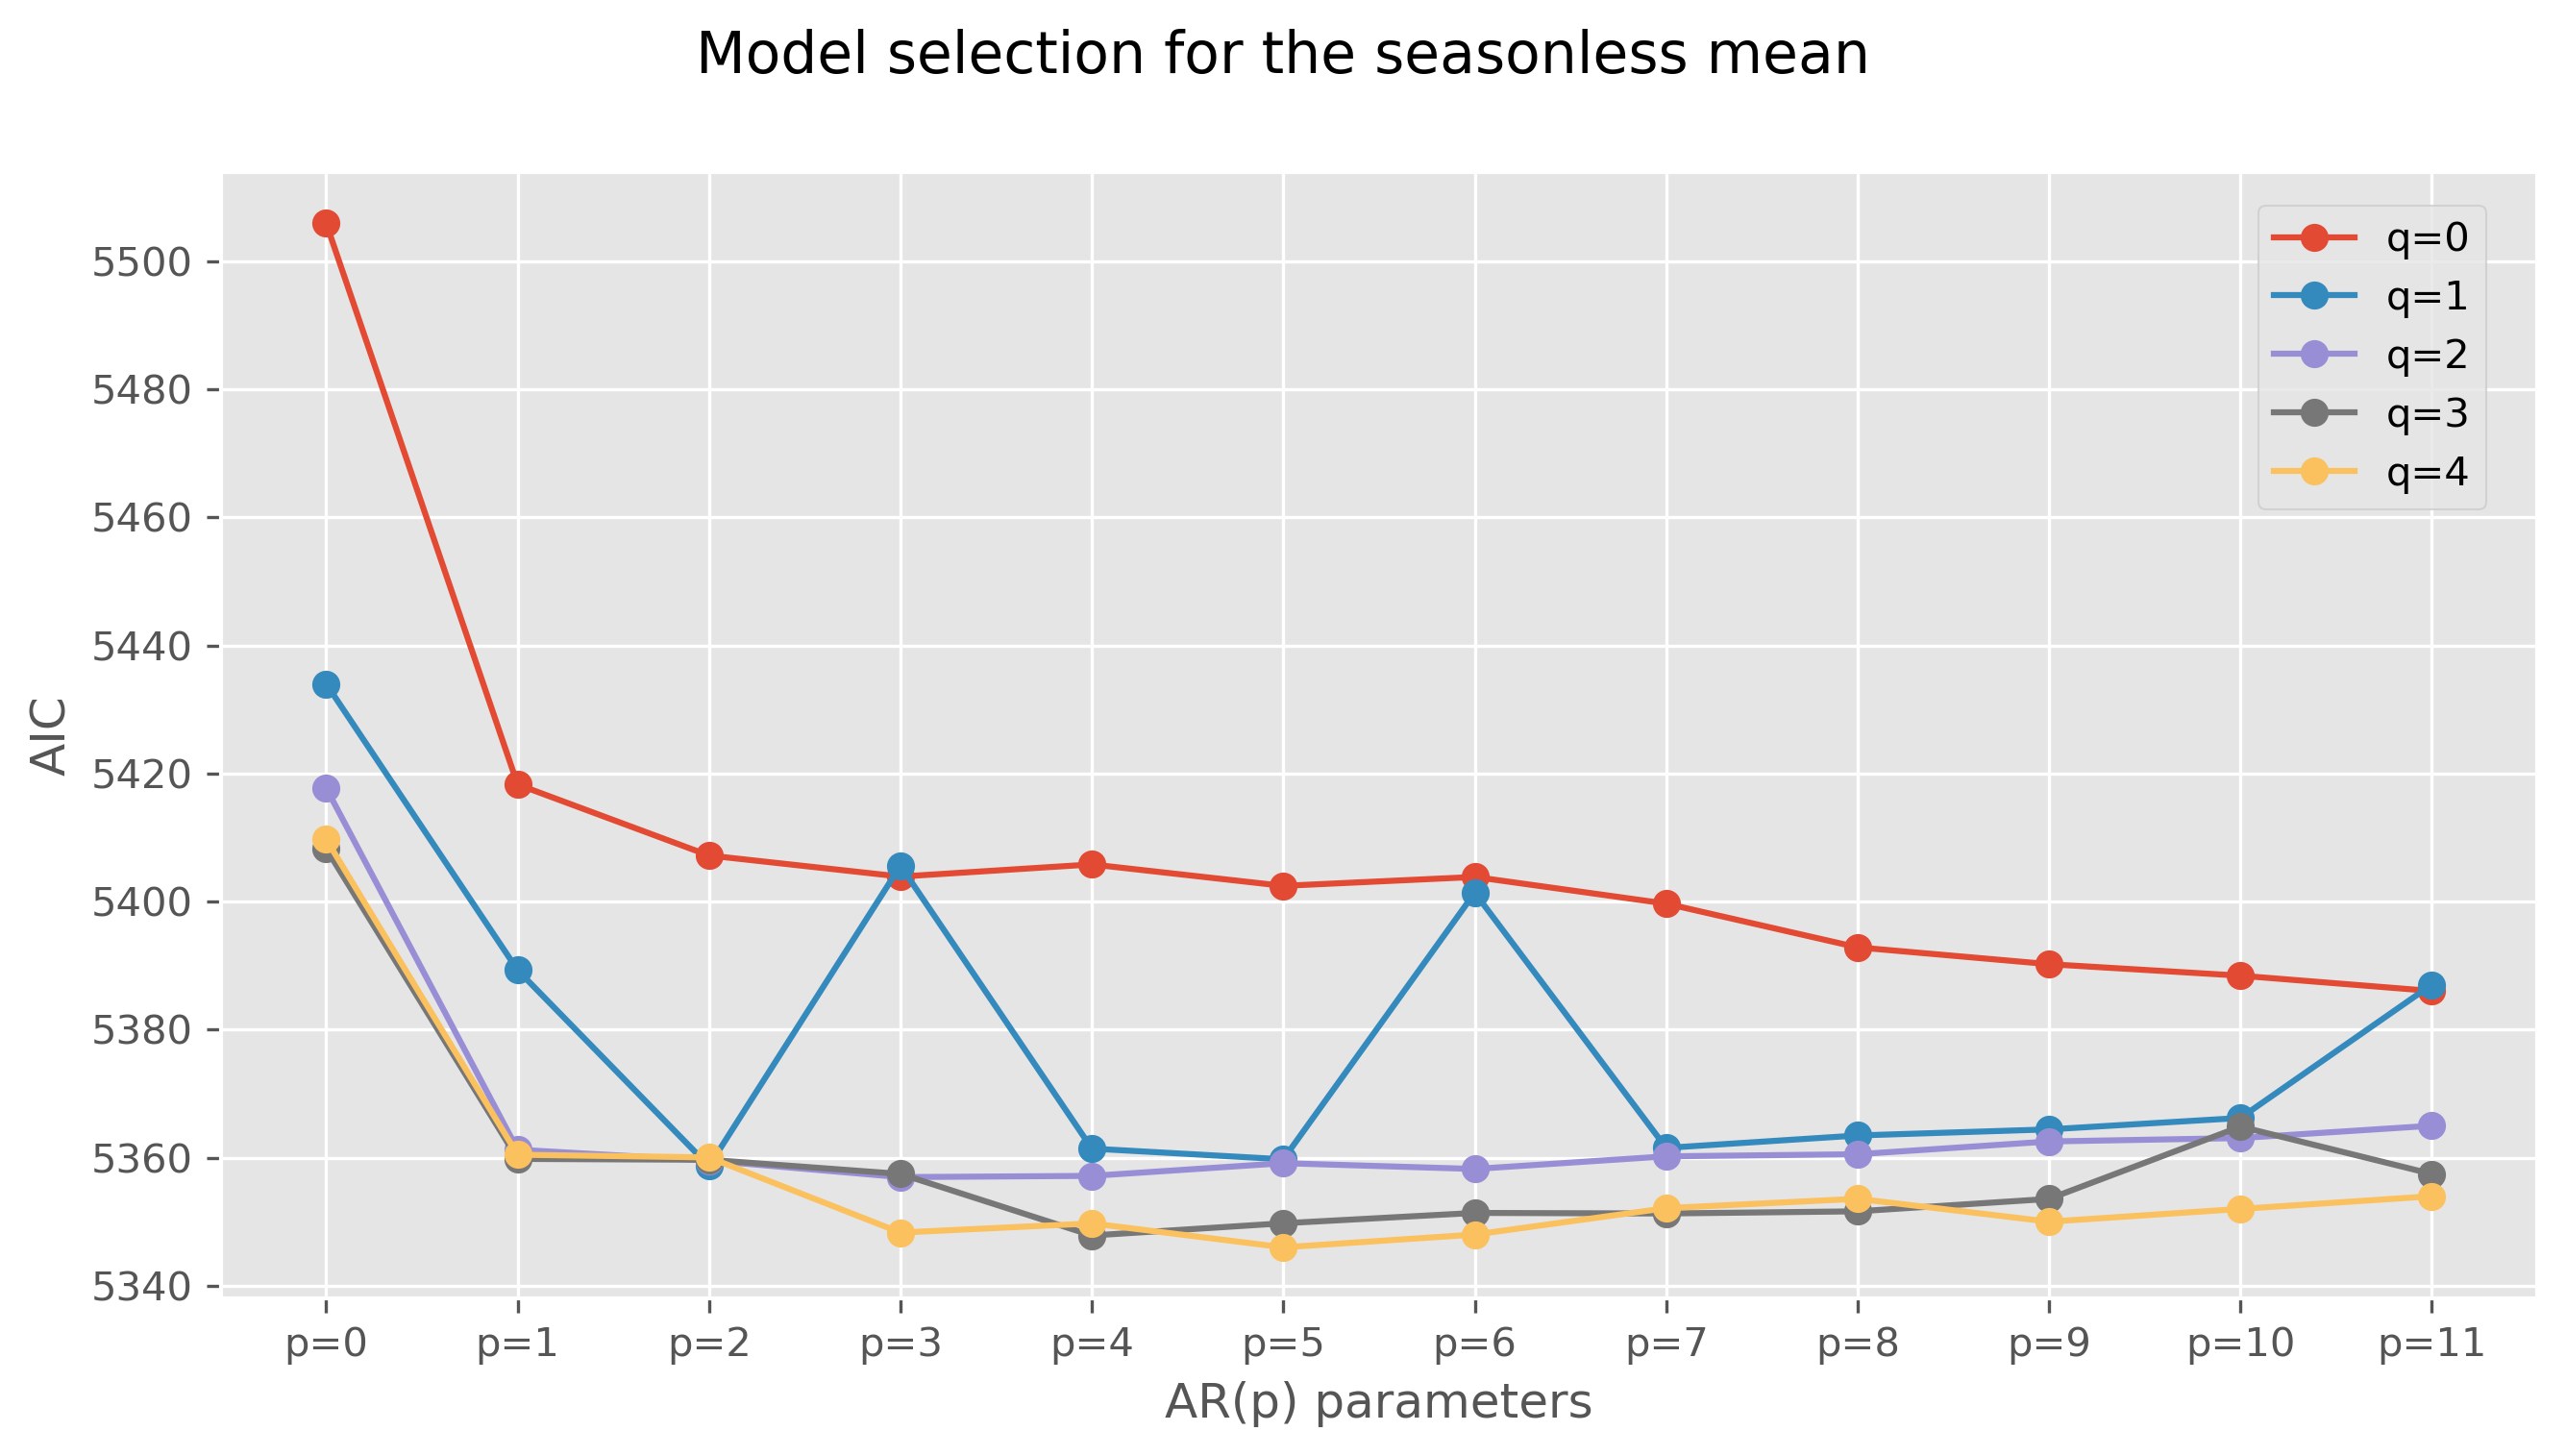 Model selection for the seasonless mean
AIC
5500
5480
5460
5440
5420
5400
5380
5360
5340
q=0
q=1
q=2
q=3
q=4
p=0 p=1 p=2 p=3 p=4 p=5 p=6 p=7 p=8 p=9 p=10 p=11
AR(p) parameters